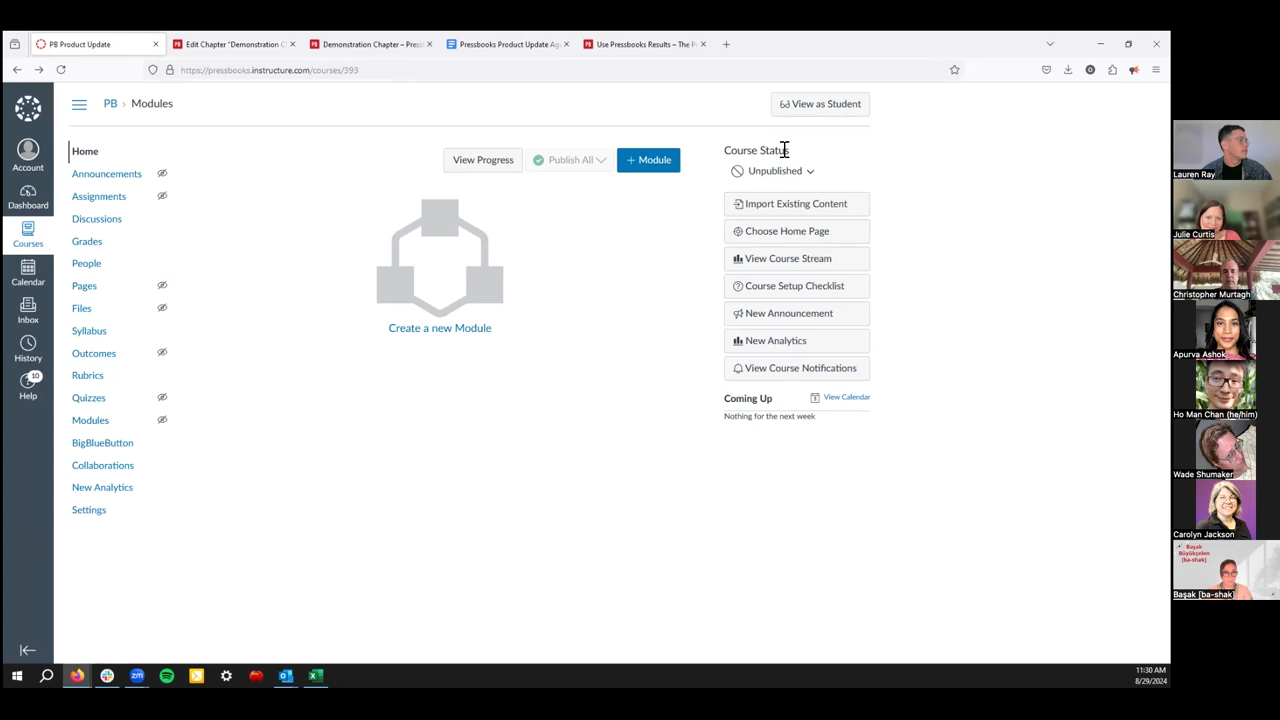 PB Product Update
Edit Chapter "Demonstration C
Demonstration Chapter – Press
Pressbooks Product Update Ag
Use Pressbooks Results – The P
https://pressbooks.instructure.com/courses/393
PB > Modules
View as Student
Account
Dashboard
Courses
Calendar
Inbox
History
10
Help
Home
Announcements
Assignments
Discussions
Grades
People
Pages
Files
Syllabus
Outcomes
Rubrics
Quizzes
Modules
BigBlueButton
Collaborations
New Analytics
Settings
View Progress
Publish All
+ Module
Create a new Module
Course Status
Unpublished
Import Existing Content
Choose Home Page
View Course Stream
Course Setup Checklist
New Announcement
New Analytics
View Course Notifications
Coming Up
View Calendar
Nothing for the next week
Lauren Ray
Julie Curtis
Christopher Murtagh
Apurva Ashok
Ho Man Chan (he/him)
Wade Shumaker
Carolyn Jackson
Başak
Büyükçelen
[ba-shak]
Başak [ba-shak]
11:30 AM
8/29/2024